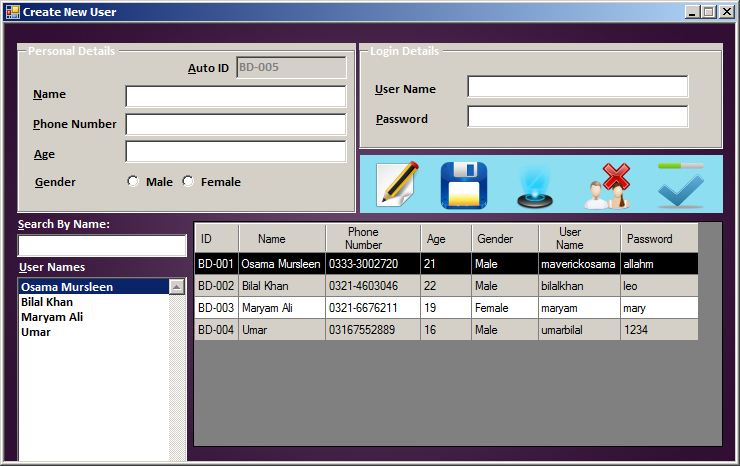 Create New User
Personal Details
Auto ID BD-005
Name
Phone Number
Age
Gender Male Female
Login Details
User Name
Password
Search By Name:
User Names
Osama Mursleen
Bilal Khan
Maryam Ali
Umar
ID Name Phone Number Age Gender User Name Password
BD-001 Osama Mursleen 0333-3002720 21 Male maverickosama allahm
BD-002 Bilal Khan 0321-4603046 22 Male bilalkhan leo
BD-003 Maryam Ali 0321-6676211 19 Female maryam mary
BD-004 Umar 03167552889 16 Male umarbilal 1234